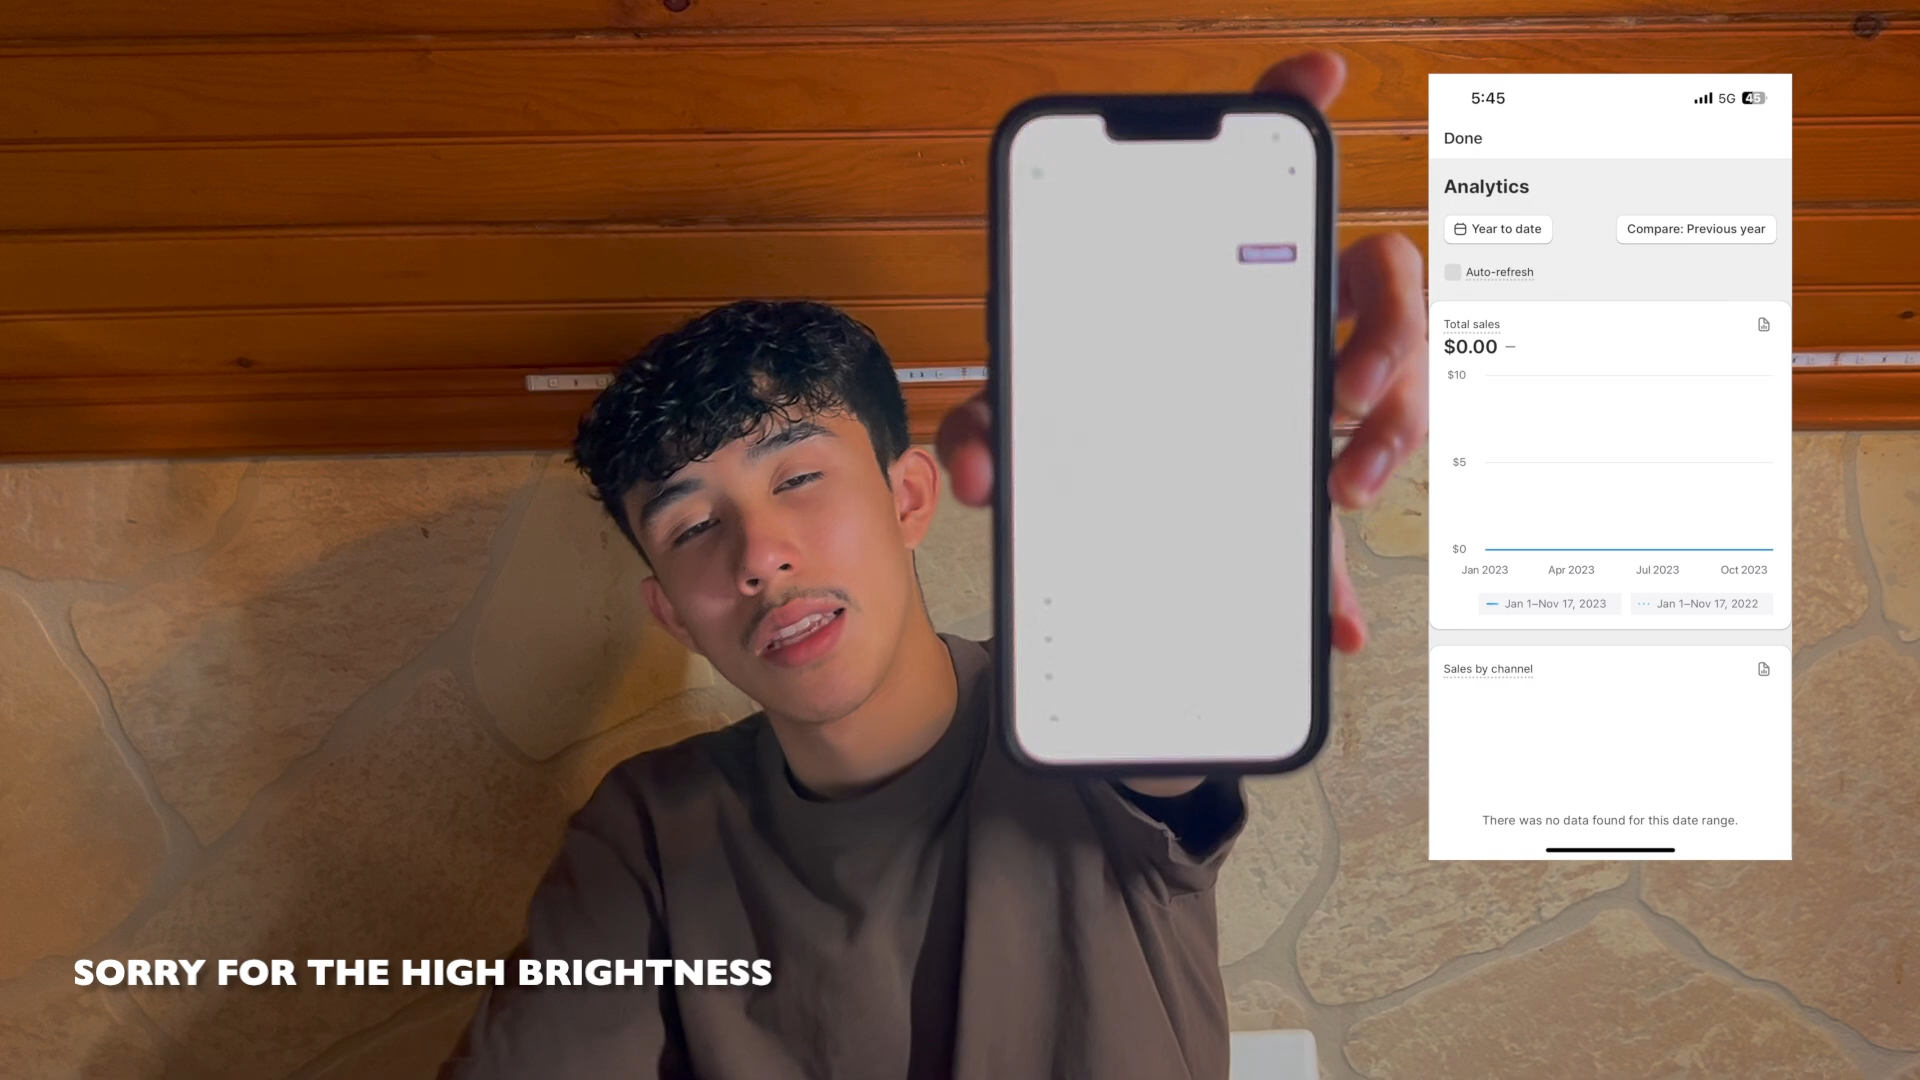 5:45
5G 45
Done
Analytics
Year to date
Compare: Previous year
Auto-refresh
Total sales
$0.00 –
$10
$5
$0
Jan 2023 Apr 2023 Jul 2023 Oct 2023
Jan 1–Nov 17, 2023 Jan 1–Nov 17, 2022
Sales by channel
There was no data found for this date range.
SORRY FOR THE HIGH BRIGHTNESS